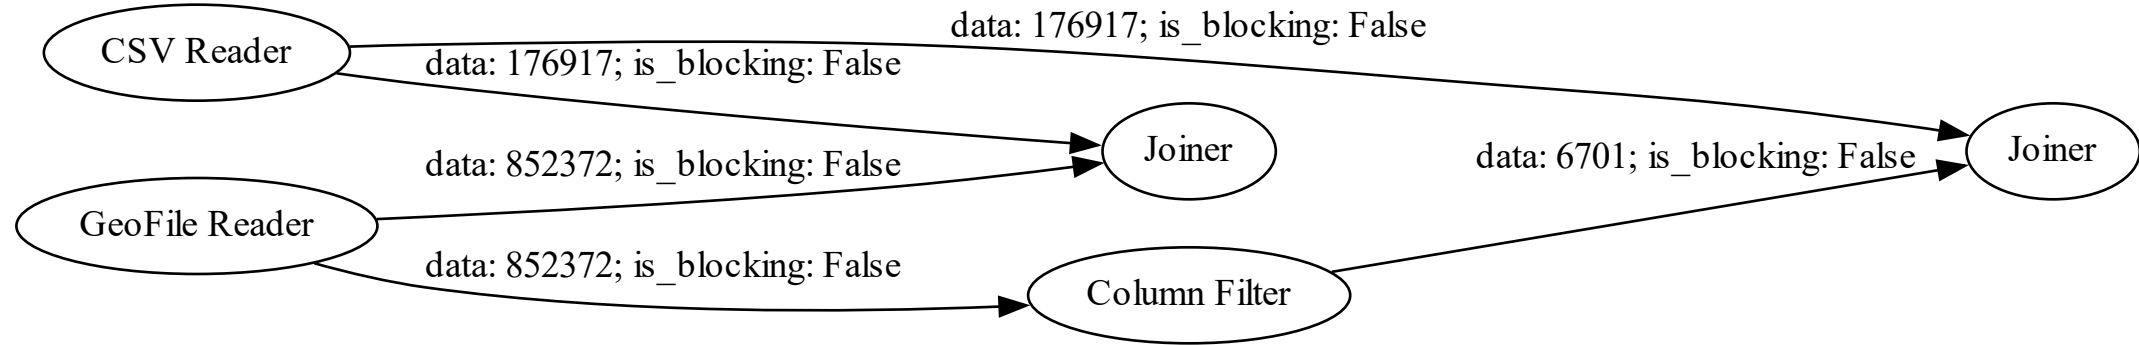 data: 176917; is_blocking: False
CSV Reader
data: 176917; is_blocking: False
Joiner
Joiner
data: 852372; is_blocking: False
data: 6701; is_blocking: False
GeoFile Reader
data: 852372; is_blocking: False
Column Filter